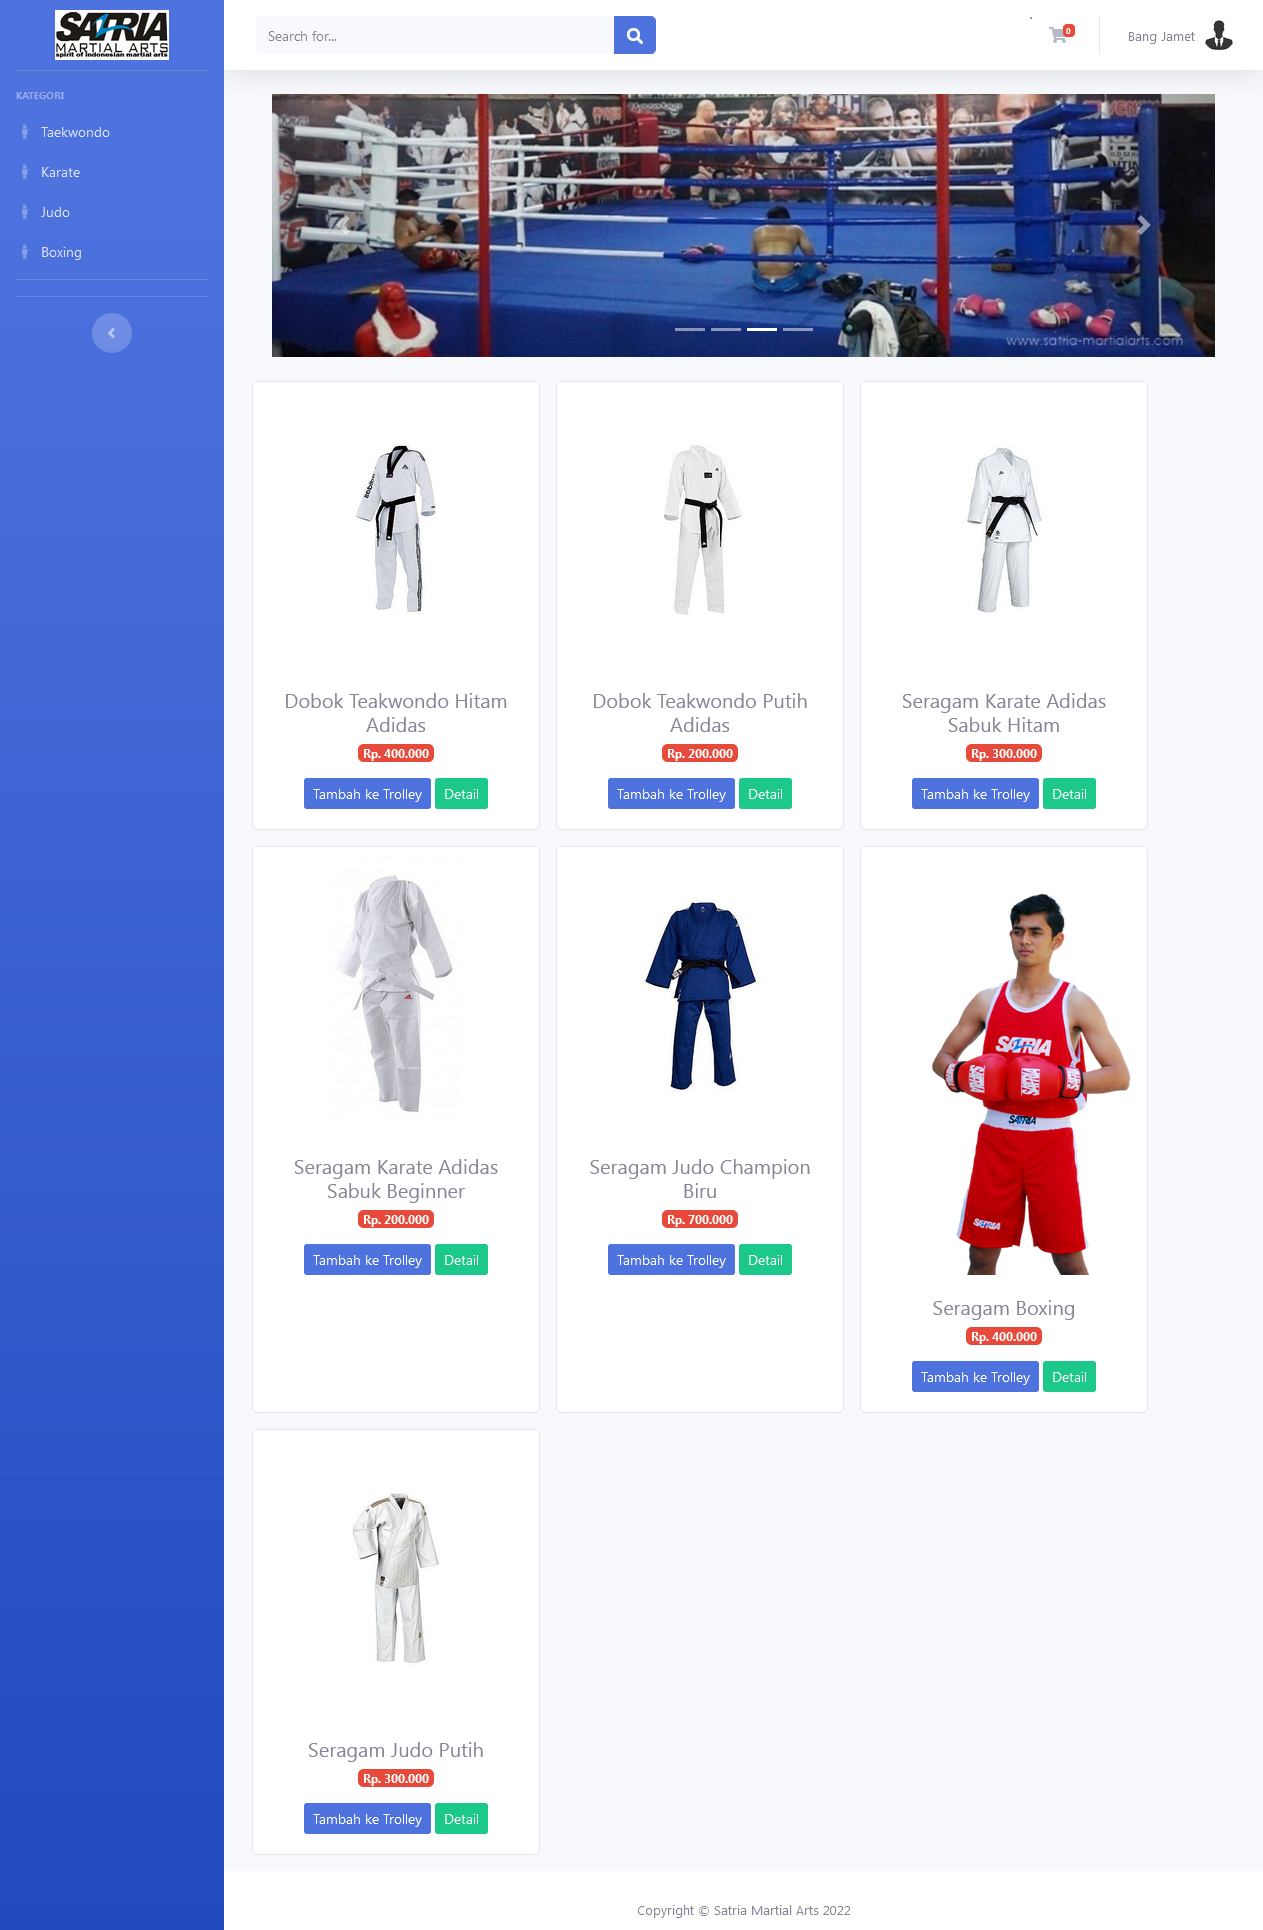 SATRIA
MARTIAL ARTS
spirit of indonesian martial arts
Search for...
0
Bang Jamet
KATEGORI
Taekwondo
Karate
Judo
Boxing
www.satria-martialarts.com
Dobok Teakwondo Hitam
Adidas
Rp. 400.000
Tambah ke Trolley Detail
Dobok Teakwondo Putih
Adidas
Rp. 200.000
Tambah ke Trolley Detail
Seragam Karate Adidas
Sabuk Hitam
Rp. 300.000
Tambah ke Trolley Detail
Seragam Karate Adidas
Sabuk Beginner
Rp. 200.000
Tambah ke Trolley Detail
Seragam Judo Champion
Biru
Rp. 700.000
Tambah ke Trolley Detail
SATRIA
SATRIA
SATRIA
Seragam Boxing
Rp. 400.000
Tambah ke Trolley Detail
Seragam Judo Putih
Rp. 300.000
Tambah ke Trolley Detail
Copyright © Satria Martial Arts 2022